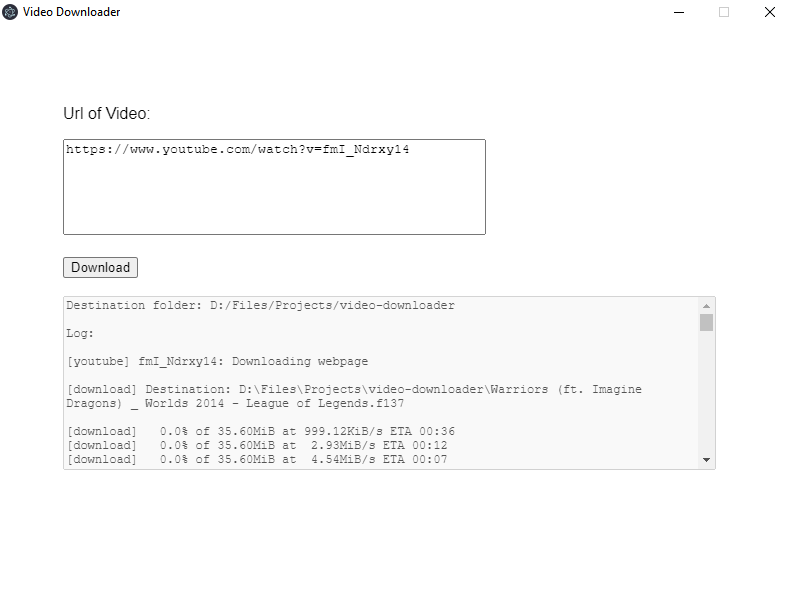 Video Downloader
Url of Video:
https://www.youtube.com/watch?v=fmI_Ndrxy14
Download
Destination folder: D:/Files/Projects/video-downloader
Log:
[youtube] fmI_Ndrxy14: Downloading webpage
[download] Destination: D:\Files\Projects\video-downloader\Warriors (ft. Imagine
Dragons) _ Worlds 2014 - League of Legends.f137
[download]   0.0% of 35.60MiB at 999.12KiB/s ETA 00:36
[download]   0.0% of 35.60MiB at  2.93MiB/s ETA 00:12
[download]   0.0% of 35.60MiB at  4.54MiB/s ETA 00:07